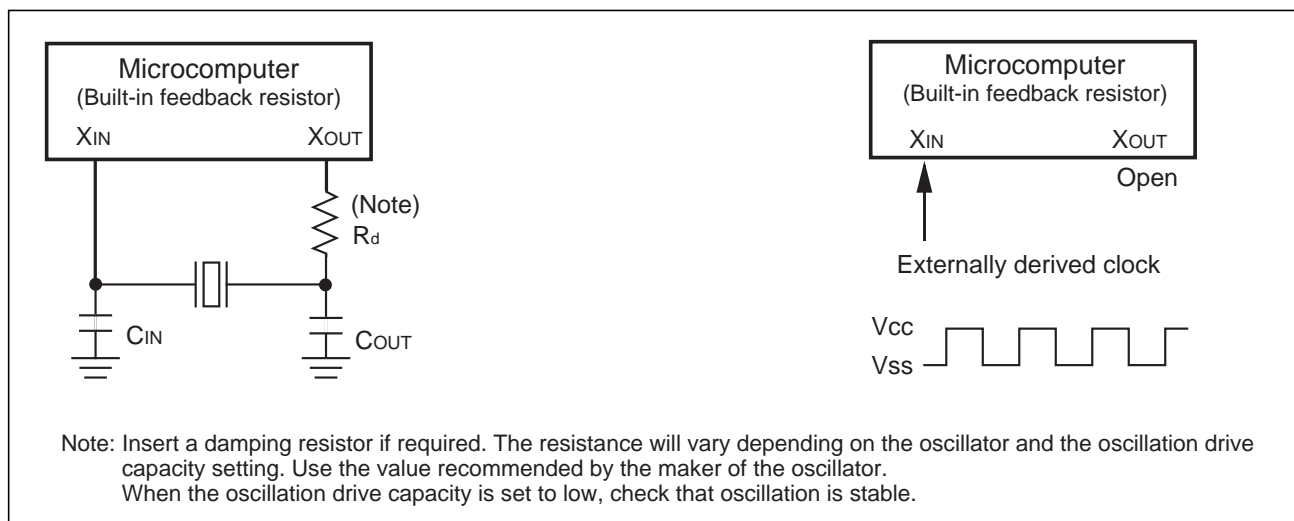 Microcomputer
(Built-in feedback resistor)
XIN XOUT
(Note)
Rd
CIN
COUT
Microcomputer
(Built-in feedback resistor)
XIN XOUT
Open
Externally derived clock
Vcc
Vss
Note: Insert a damping resistor if required. The resistance will vary depending on the oscillator and the oscillation drive
capacity setting. Use the value recommended by the maker of the oscillator.
When the oscillation drive capacity is set to low, check that oscillation is stable.